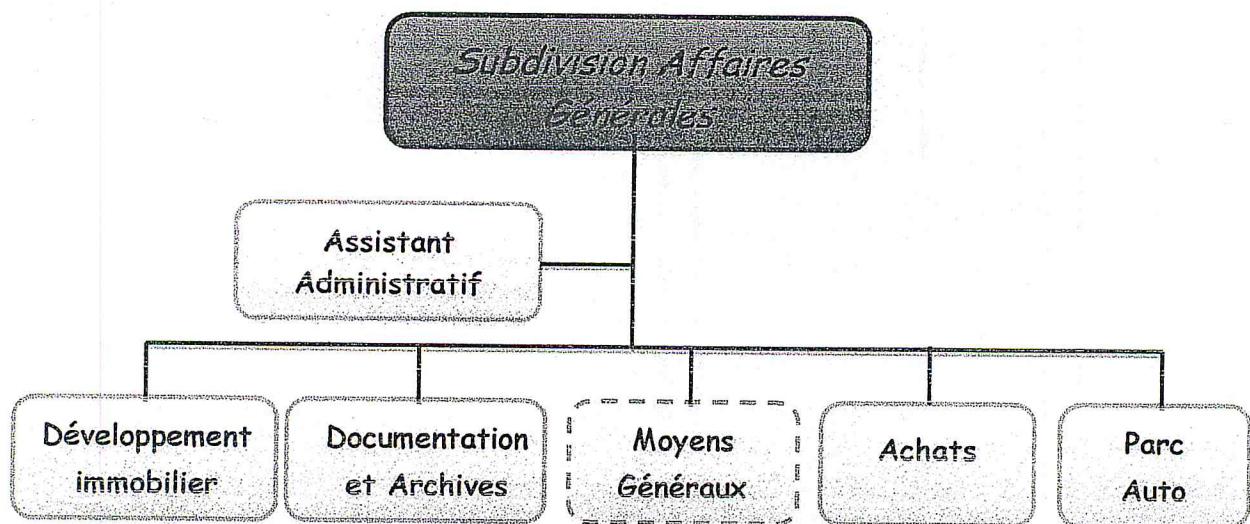 Subdivision Affaires
Générales
Assistant
Administratif
Développement
immobilier
Documentation
et Archives
Moyens
Généraux
Achats
Parc
Auto